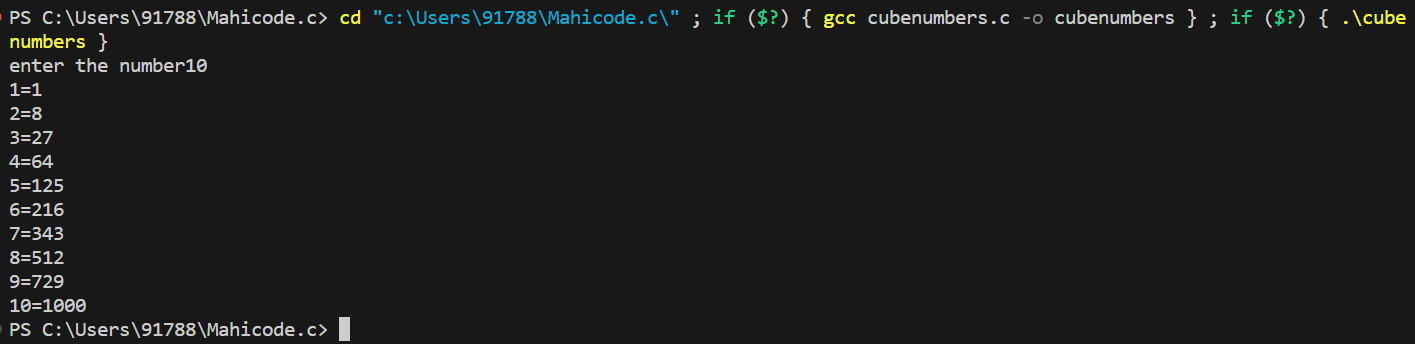 PS C:\Users\91788\Mahicode.c> cd "c:\Users\91788\Mahicode.c\" ; if ($?) { gcc cubenumbers.c -o cubenumbers } ; if ($?) { .\cube
numbers }
enter the number10
1=1
2=8
3=27
4=64
5=125
6=216
7=343
8=512
9=729
10=1000
PS C:\Users\91788\Mahicode.c>